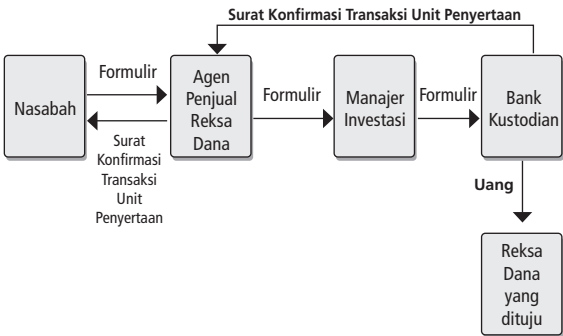 Surat Konfirmasi Transaksi Unit Penyertaan
Nasabah
Formulir
Surat
Konfirmasi
Transaksi
Unit
Penyertaan
Agen
Penjual
Reksa
Dana
Formulir
Manajer
Investasi
Formulir
Bank
Kustodian
Uang
Reksa
Dana
yang
dituju